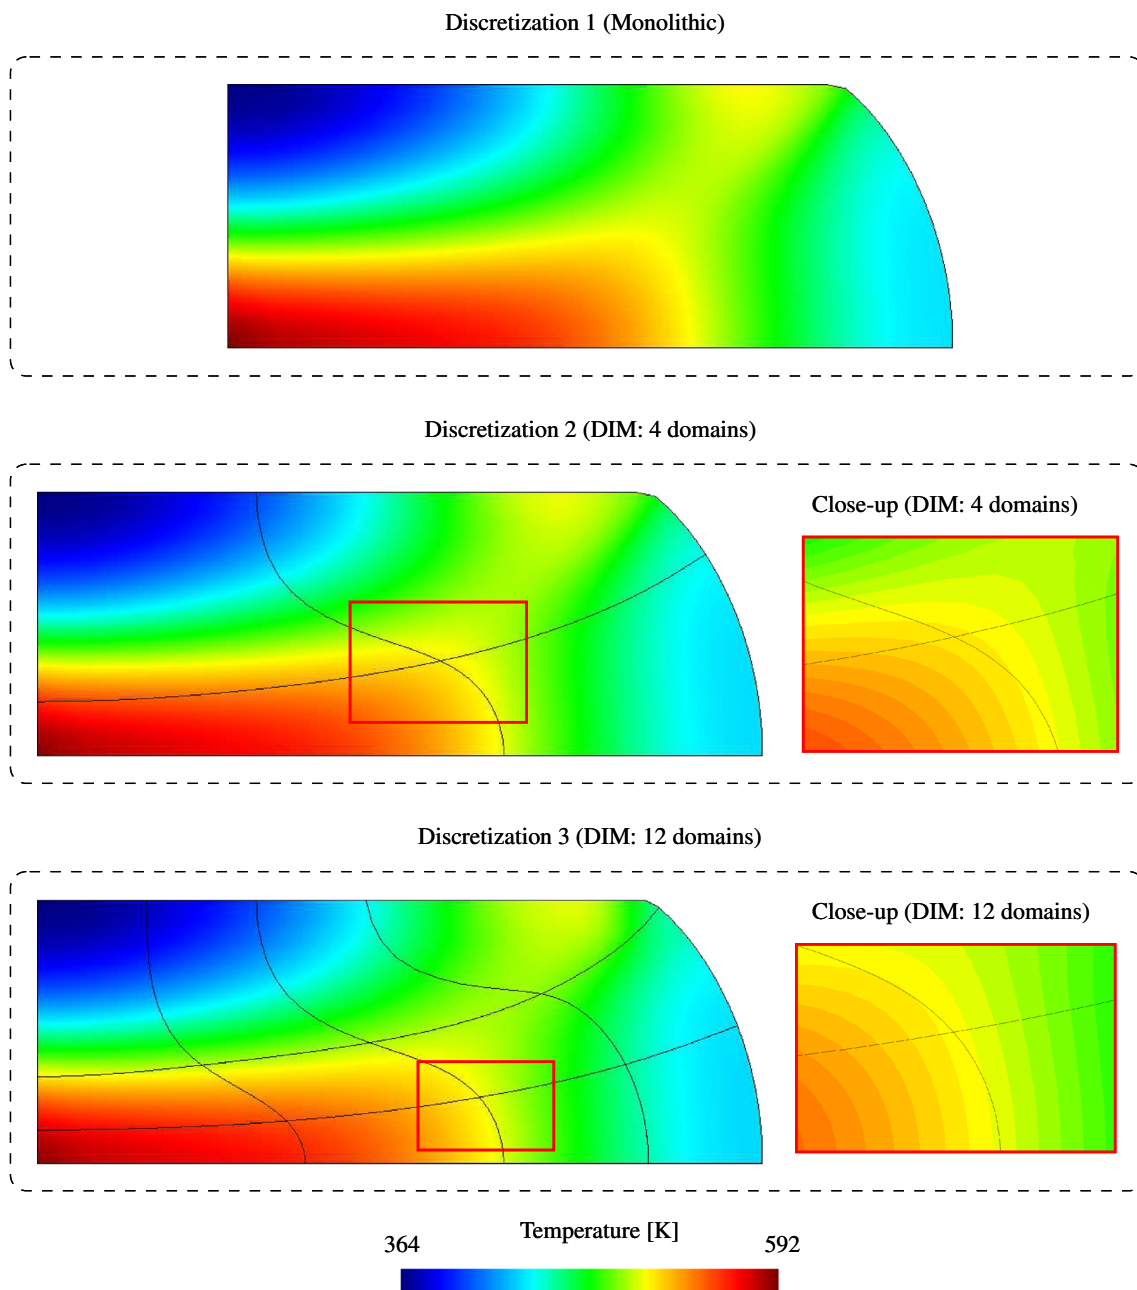 Discretization 1 (Monolithic)
Discretization 2 (DIM: 4 domains)
Close-up (DIM: 4 domains)
Discretization 3 (DIM: 12 domains)
Close-up (DIM: 12 domains)
Temperature [K]
364
592